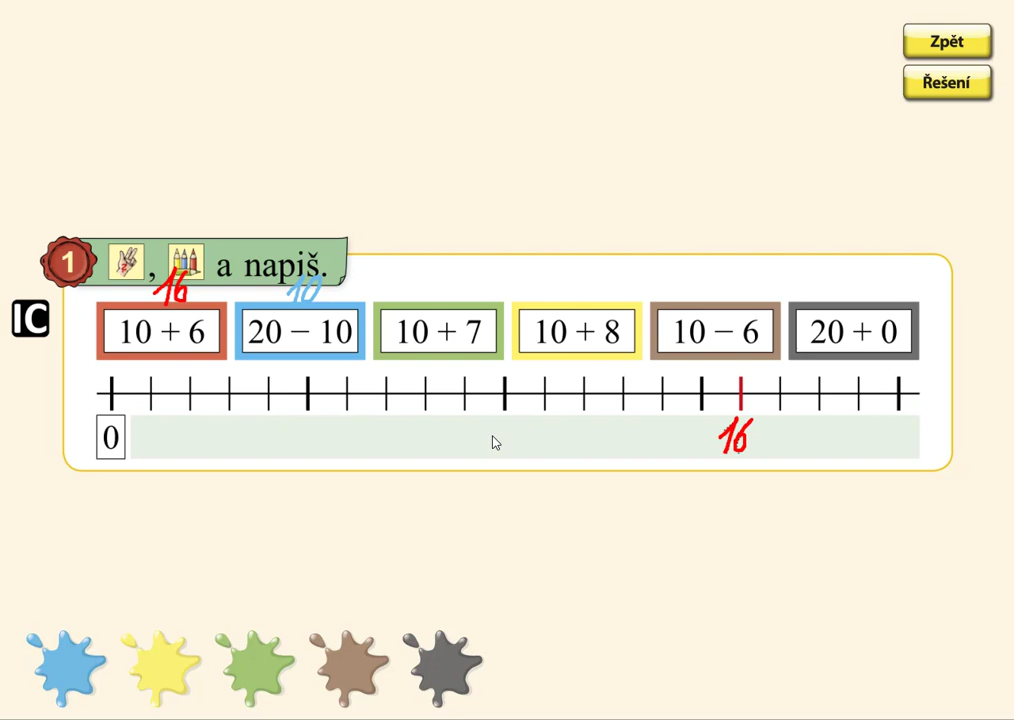 Zpět
Řešení
1 , a napiš.
16 10
IC
10 + 6 20 − 10 10 + 7 10 + 8 10 − 6 20 + 0
0 16